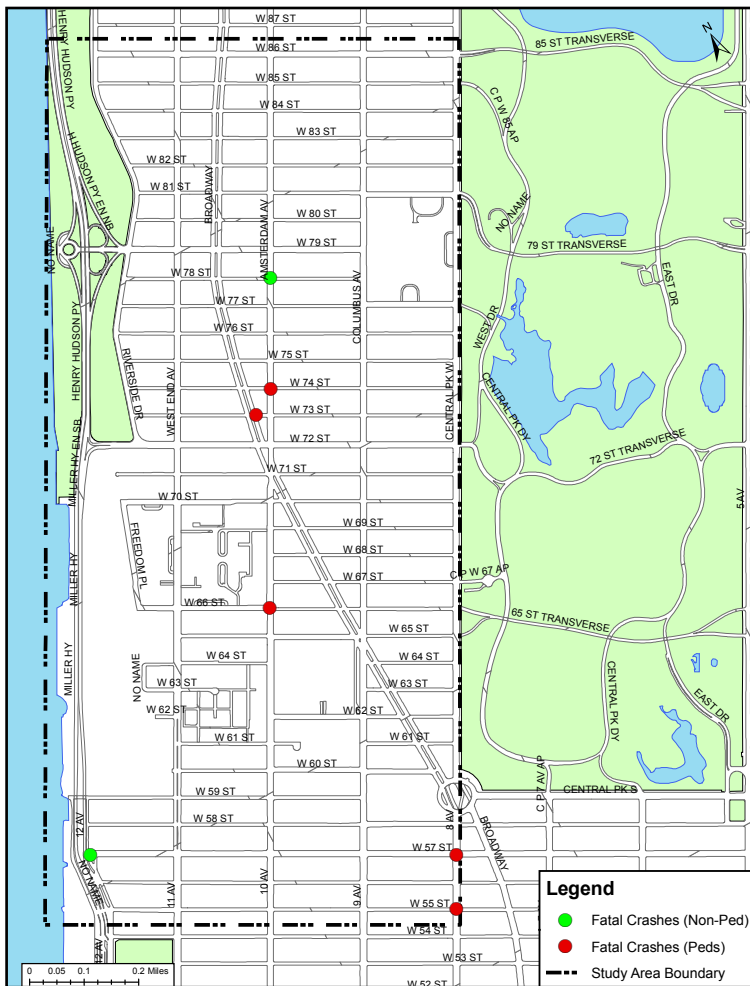 W 87 ST
HENRY HUDSON PY
W 86 ST
85 ST TRANSVERSE
N
W 85 ST
C P W 85 AP
W 84 ST
W 83 ST
H HUDSON PY EN NB
W 82 ST
W 81 ST
BROADWAY
NO NAME
W 80 ST
AMSTERDAM AV
W 79 ST
79 ST TRANSVERSE
NO NAME
W 78 ST
EAST DR
W 77 ST
COLUMBUS AV
HENRY HUDSON PY
W 76 ST
WEST DR
W 75 ST
RIVERSIDE DR
WEST END AV
W 74 ST
CENTRAL PK W
CENTRAL PK DY
W 73 ST
W 72 ST
72 ST TRANSVERSE
MILLER HY EN SB
W 71 ST
5 AV
W 70 ST
FREEDOM PL
W 69 ST
W 68 ST
MILLER HY
W 67 ST
C P W 67 AP
W 66 ST
65 ST TRANSVERSE
W 65 ST
MILLER HY
NO NAME
W 64 ST
W 64 ST
CENTRAL PK DY
W 63 ST
W 63 ST
EAST DR
W 62 ST
W 62 ST
W 61 ST
W 61 ST
W 60 ST
C P 7 AV AP
W 59 ST
CENTRAL PK S
12 AV
W 58 ST
8 AV
BROADWAY
W 57 ST
NO NAME
11 AV
10 AV
9 AV
W 55 ST
W 54 ST
12 AV
W 53 ST
W 52 ST
Legend
Fatal Crashes (Non-Ped)
Fatal Crashes (Peds)
Study Area Boundary
0 0.05 0.1 0.2 Miles